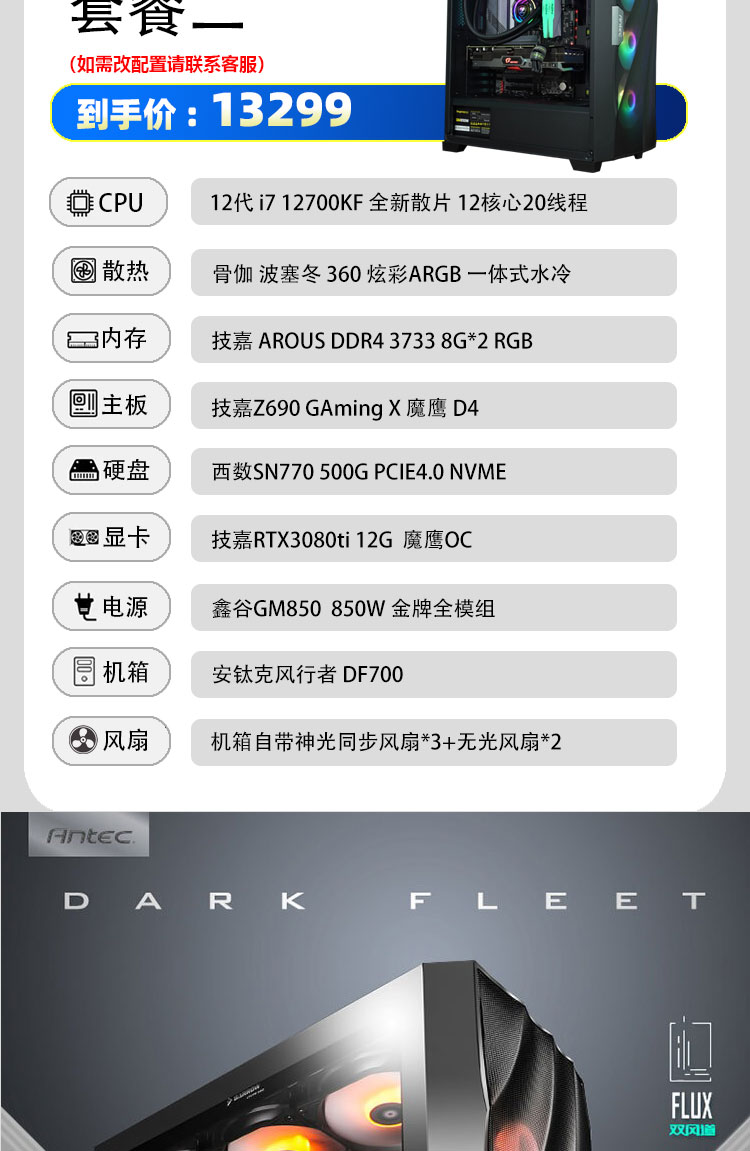 套餐二
(如需改配置请联系客服)
到手价：13299
CPU 12代 i7 12700KF 全新散片 12核心20线程
散热 骨伽 波塞冬 360 炫彩ARGB 一体式水冷
内存 技嘉 AROUS DDR4 3733 8G*2 RGB
主板 技嘉Z690 GAming X 魔鹰 D4
硬盘 西数SN770 500G PCIE4.0 NVME
显卡 技嘉RTX3080ti 12G 魔鹰OC
电源 鑫谷GM850 850W 金牌全模组
机箱 安钛克风行者 DF700
风扇 机箱自带神光同步风扇*3+无光风扇*2
Antec
DARK FLEET
FLUX
双风道